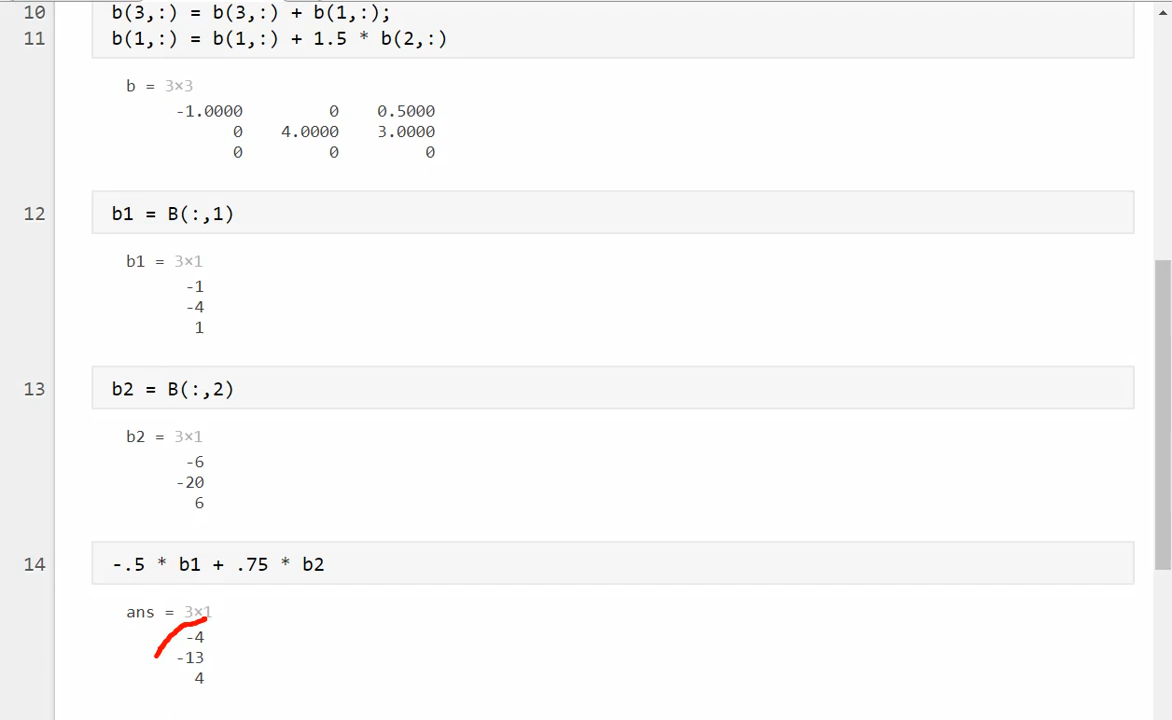 10 b(3,:) = b(3,:) + b(1,:);
11 b(1,:) = b(1,:) + 1.5 * b(2,:)
b = 3×3
-1.0000 0 0.5000
0 4.0000 3.0000
0 0 0
12 b1 = B(:,1)
b1 = 3×1
-1
-4
1
13 b2 = B(:,2)
b2 = 3×1
-6
-20
6
14 -.5 * b1 + .75 * b2
ans = 3×1
-4
-13
4